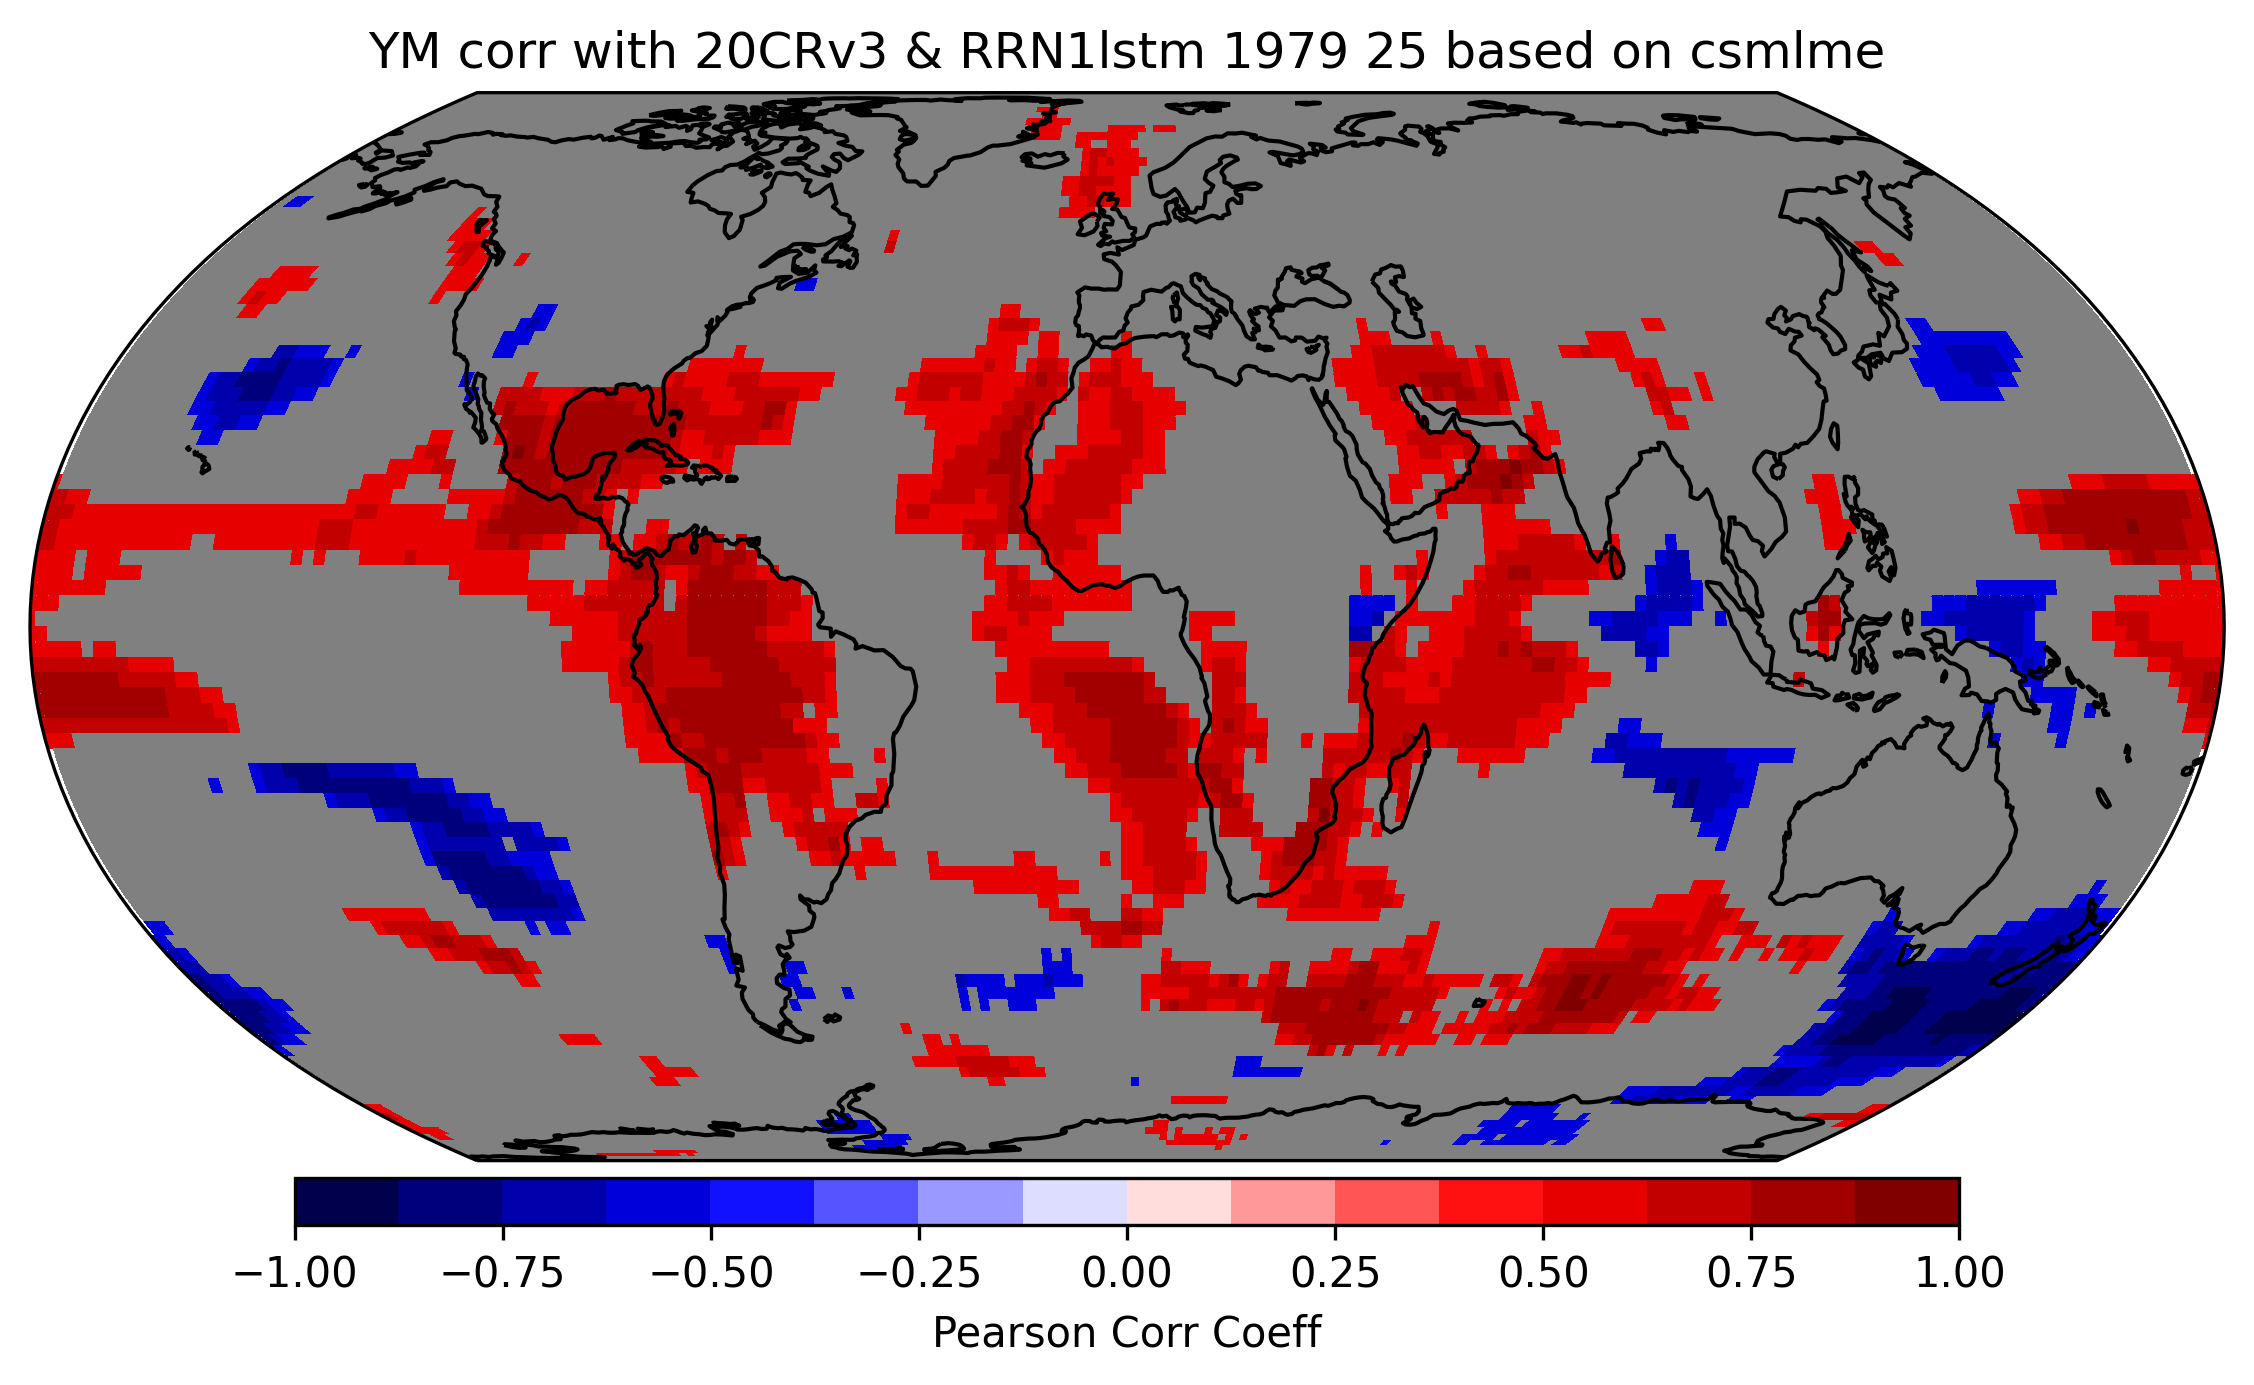 YM corr with 20CRv3 & RRN1lstm 1979 25 based on csmlme
−1.00 −0.75 −0.50 −0.25 0.00 0.25 0.50 0.75 1.00
Pearson Corr Coeff